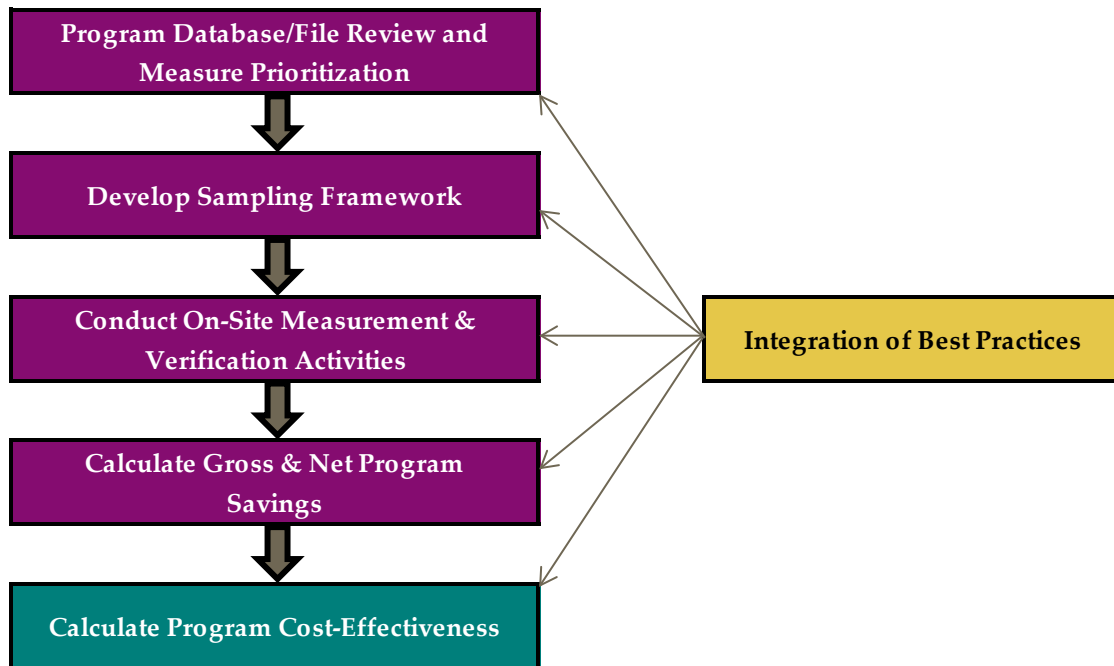 Program Database/File Review and
Measure Prioritization
Develop Sampling Framework
Conduct On-Site Measurement &
Verification Activities
Integration of Best Practices
Calculate Gross & Net Program
Savings
Calculate Program Cost-Effectiveness